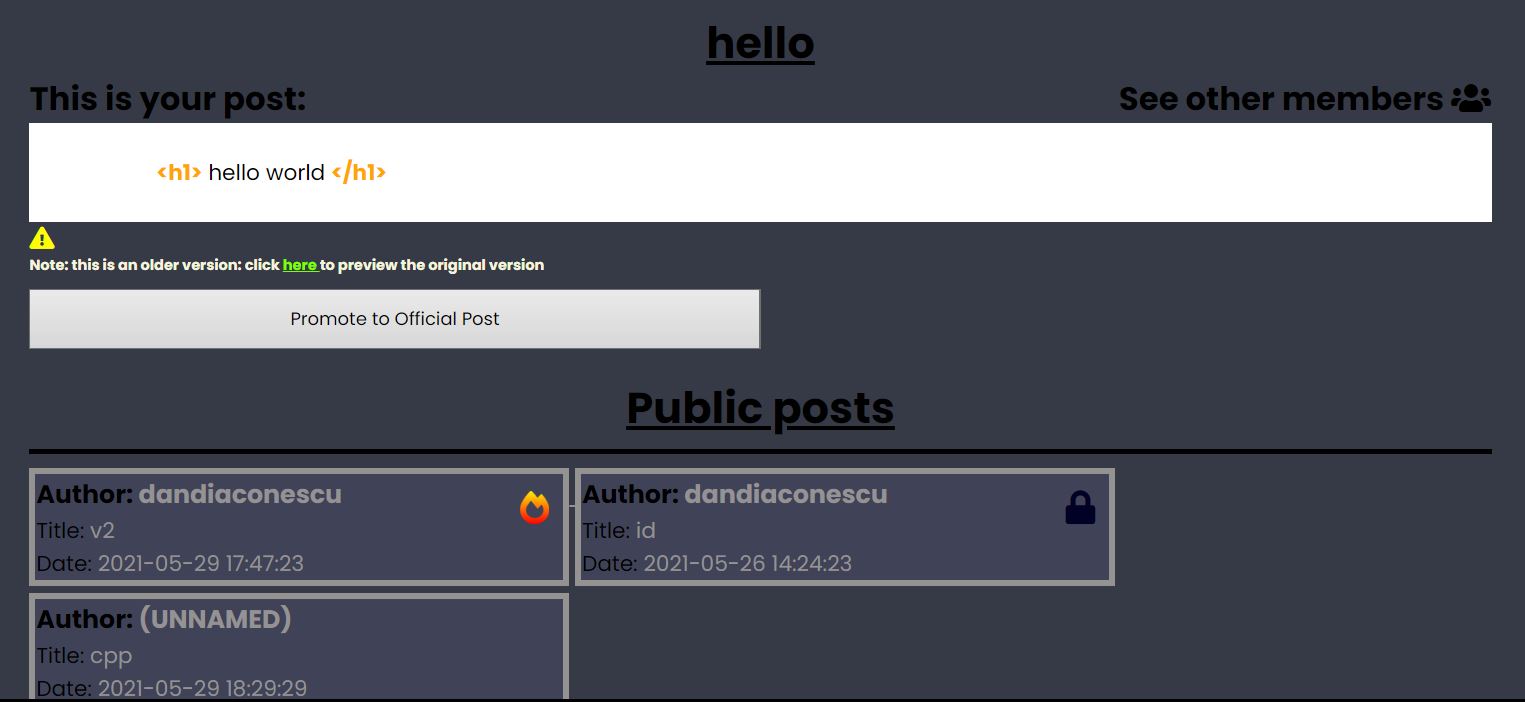 hello
This is your post:
See other members
<h1> hello world </h1>
Note: this is an older version: click here to preview the original version
Promote to Official Post
Public posts
Author: dandiaconescu
Title: v2
Date: 2021-05-29 17:47:23
Author: dandiaconescu
Title: id
Date: 2021-05-26 14:24:23
Author: (UNNAMED)
Title: cpp
Date: 2021-05-29 18:29:29